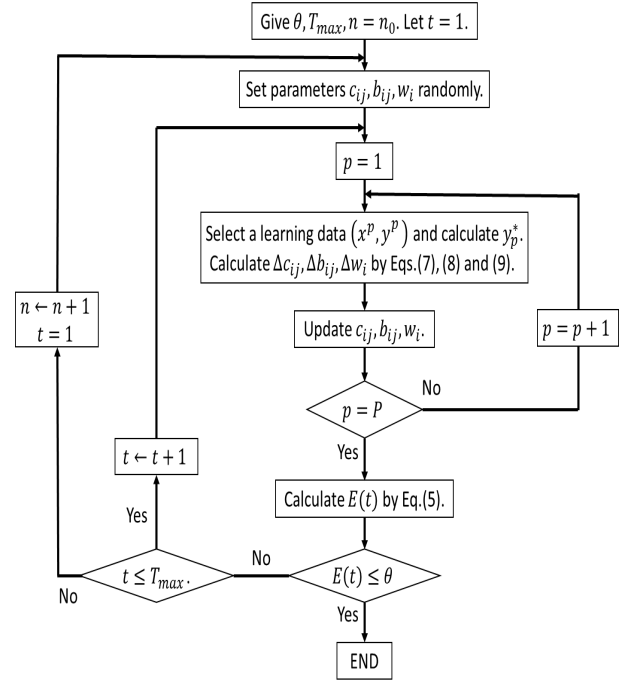 Give θ, T_max, n = n_0. Let t = 1.
Set parameters c_ij, b_ij, w_i randomly.
p = 1
Select a learning data (x^p, y^p) and calculate y_p^*.
Calculate Δc_ij, Δb_ij, Δw_i by Eqs.(7), (8) and (9).
n ← n + 1
t = 1
Update c_ij, b_ij, w_i.
p = p + 1
No
p = P
Yes
t ← t + 1
Calculate E(t) by Eq.(5).
Yes
No
t ≤ T_max.
E(t) ≤ θ
No
Yes
END